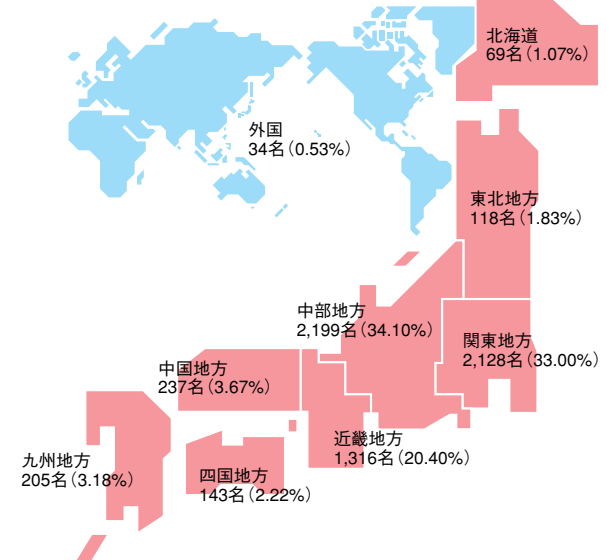 北海道
69名（1.07%）
外国
34名（0.53%）
東北地方
118名（1.83%）
中部地方
2,199名（34.10%）
関東地方
2,128名（33.00%）
中国地方
237名（3.67%）
近畿地方
1,316名（20.40%）
九州地方
205名（3.18%）
四国地方
143名（2.22%）